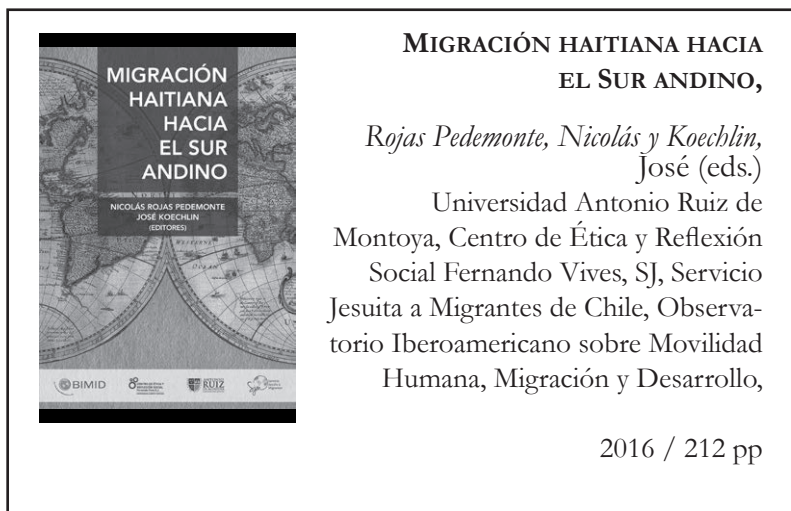 MIGRACIÓN
HAITIANA
HACIA
EL SUR
ANDINO
NICOLÁS ROJAS PEDEMONTE
JOSÉ KOECHLIN
(EDITORES)
OBIMID
RUIZ
MIGRACIÓN HAITIANA HACIA
EL SUR ANDINO,
Rojas Pedemonte, Nicolás y Koechlin,
José (eds.)
Universidad Antonio Ruiz de
Montoya, Centro de Ética y Reflexión
Social Fernando Vives, SJ, Servicio
Jesuita a Migrantes de Chile, Observa-
torio Iberoamericano sobre Movilidad
Humana, Migración y Desarrollo,
2016 / 212 pp